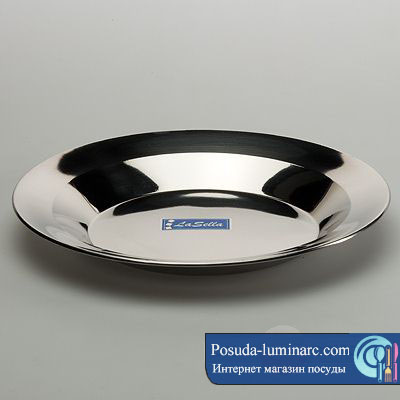 LaSella
Posuda-luminarc.com
Интернет магазин посуды